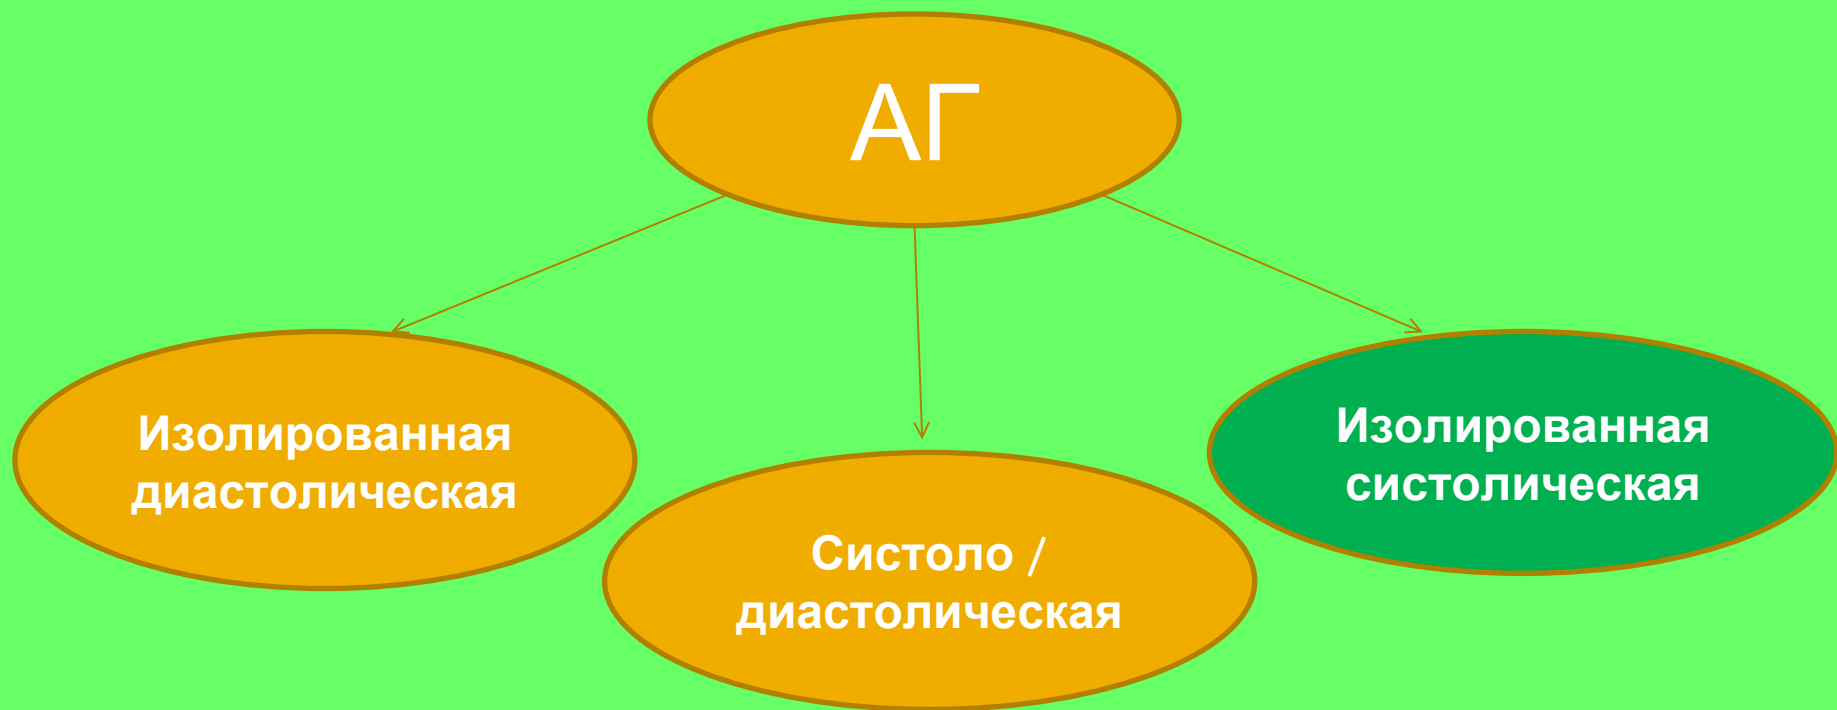 АГ
Изолированная
диастолическая
Систоло /
диастолическая
Изолированная
систолическая